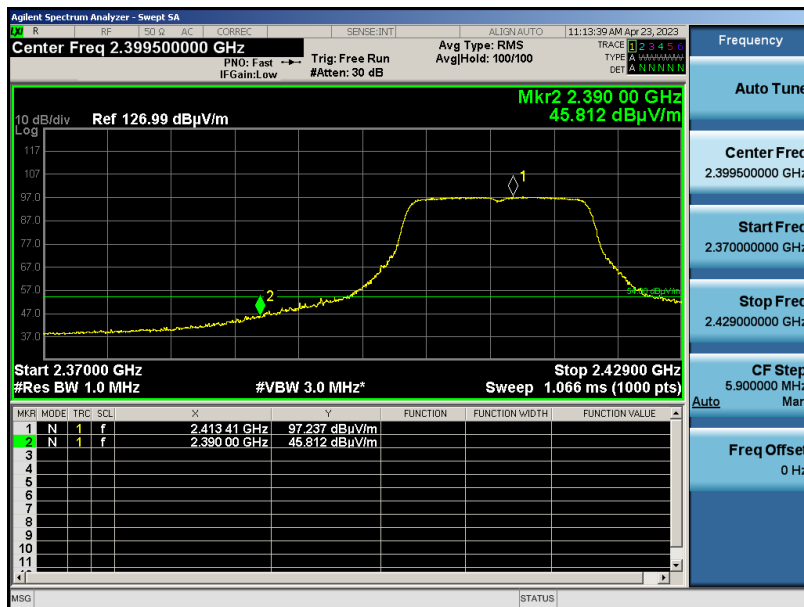 Agilent Spectrum Analyzer - Swept SA
LXI R RF 50 Ω AC CORREC SENSE:INT ALIGN AUTO 11:13:39 AM Apr 23, 2023
Center Freq 2.399500000 GHz
PNO: Fast
IFGain:Low
Trig: Free Run
#Atten: 30 dB
Avg Type: RMS
Avg|Hold: 100/100
TRACE 1 2 3 4 5 6
TYPE A WWWWW
DET A N N N N N
Mkr2 2.390 00 GHz
45.812 dBµV/m
10 dB/div Ref 126.99 dBµV/m
Log
117
107
97.0
87.0
77.0
67.0
57.0
47.0
37.0
1
2
Start 2.37000 GHz Stop 2.42900 GHz
#Res BW 1.0 MHz #VBW 3.0 MHz* Sweep 1.066 ms (1000 pts)
MKR MODE TRC SCL X Y FUNCTION FUNCTION WIDTH FUNCTION VALUE
1 N 1 f 2.413 41 GHz 97.237 dBµV/m
2 N 1 f 2.390 00 GHz 45.812 dBµV/m
3
4
5
6
7
8
9
10
11
MSG STATUS
Frequency
Auto Tune
Center Freq
2.399500000 GHz
Start Freq
2.370000000 GHz
Stop Freq
2.429000000 GHz
CF Step
5.900000 MHz
Auto Man
Freq Offset
0 Hz